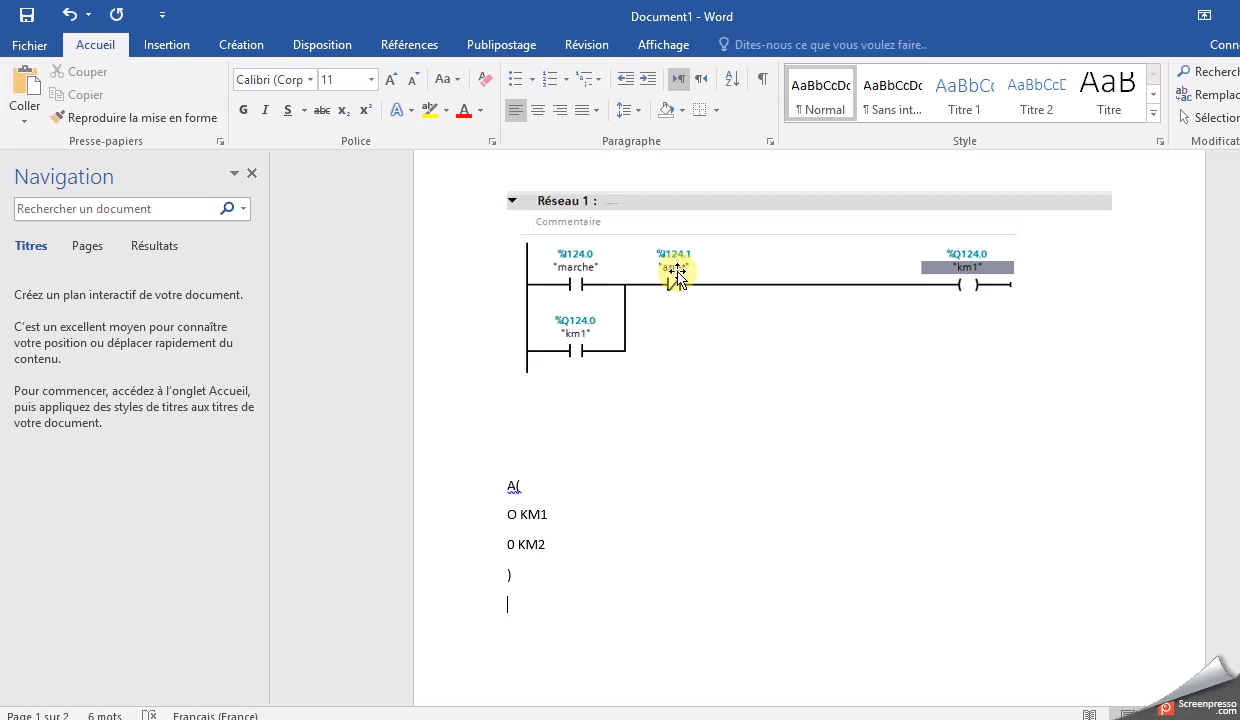 Document1 - Word
Fichier Accueil Insertion Création Disposition Références Publipostage Révision Affichage Dites-nous ce que vous voulez faire..
Coller
Couper
Copier
Reproduire la mise en forme
Presse-papiers
Calibri (Corp 11
Aa
G I S abc x₂ x²
A A
Police
Paragraphe
AaBbCcDc AaBbCcDc AaBbCc AaBbCcD AaB
¶ Normal ¶ Sans int... Titre 1 Titre 2 Titre
Style
Navigation
Rechercher un document
Titres Pages Résultats
Créez un plan interactif de votre document.
C'est un excellent moyen pour connaître
votre position ou déplacer rapidement du
contenu.
Pour commencer, accédez à l'onglet Accueil,
puis appliquez des styles de titres aux titres de
votre document.
Réseau 1 :
Commentaire
%I124.0 %I124.1 %Q124.0
"marche" "km1"
%Q124.0
"km1"
A(
O KM1
0 KM2
)
Page 1 sur 2 6 mots Français (France)
Screenpresso
.com